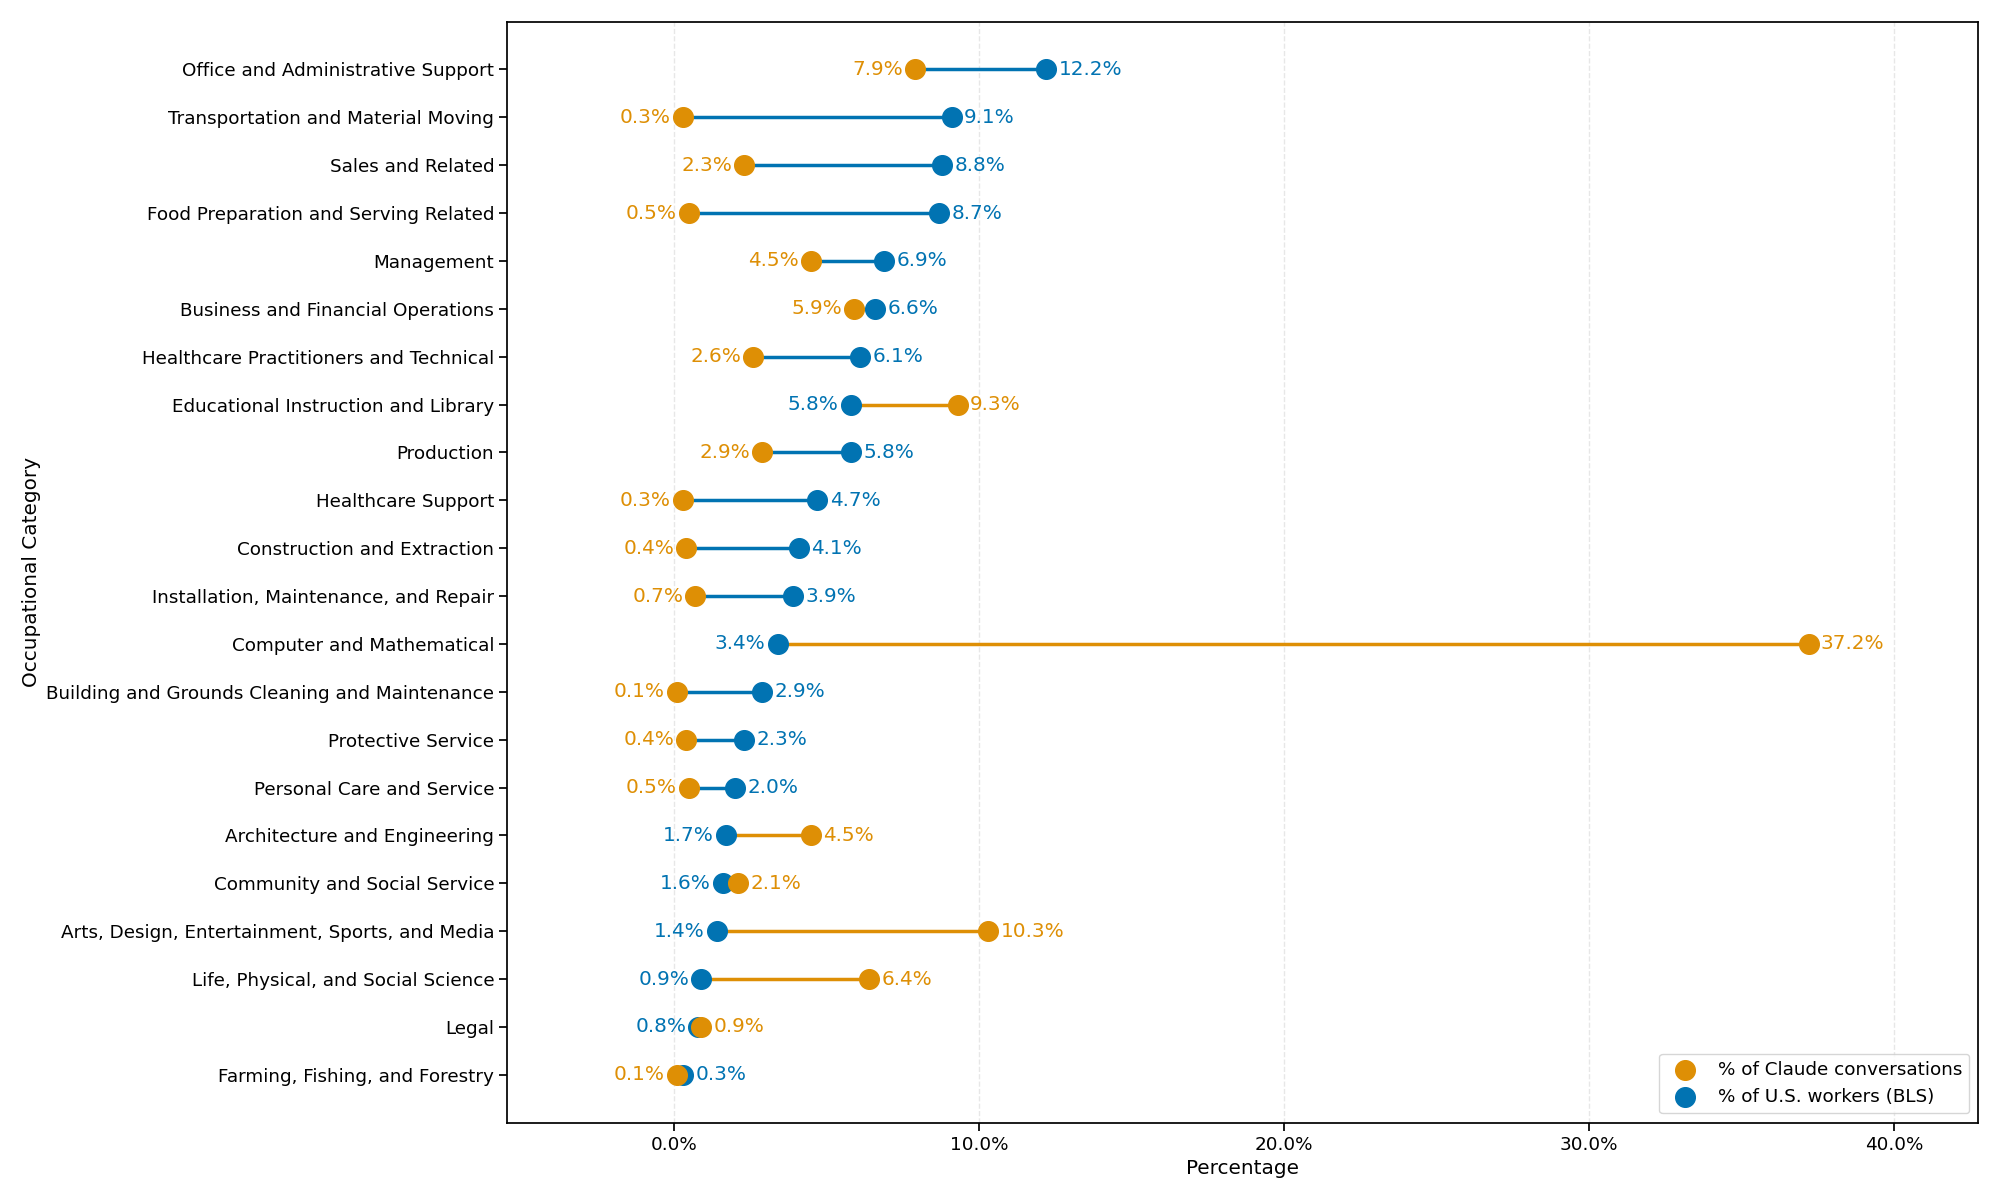 Occupational Category
Office and Administrative Support 7.9% 12.2%
Transportation and Material Moving 0.3% 9.1%
Sales and Related 2.3% 8.8%
Food Preparation and Serving Related 0.5% 8.7%
Management 4.5% 6.9%
Business and Financial Operations 5.9% 6.6%
Healthcare Practitioners and Technical 2.6% 6.1%
Educational Instruction and Library 5.8% 9.3%
Production 2.9% 5.8%
Healthcare Support 0.3% 4.7%
Construction and Extraction 0.4% 4.1%
Installation, Maintenance, and Repair 0.7% 3.9%
Computer and Mathematical 3.4% 37.2%
Building and Grounds Cleaning and Maintenance 0.1% 2.9%
Protective Service 0.4% 2.3%
Personal Care and Service 0.5% 2.0%
Architecture and Engineering 1.7% 4.5%
Community and Social Service 1.6% 2.1%
Arts, Design, Entertainment, Sports, and Media 1.4% 10.3%
Life, Physical, and Social Science 0.9% 6.4%
Legal 0.8% 0.9%
Farming, Fishing, and Forestry 0.1% 0.3%
% of Claude conversations
% of U.S. workers (BLS)
0.0% 10.0% 20.0% 30.0% 40.0%
Percentage